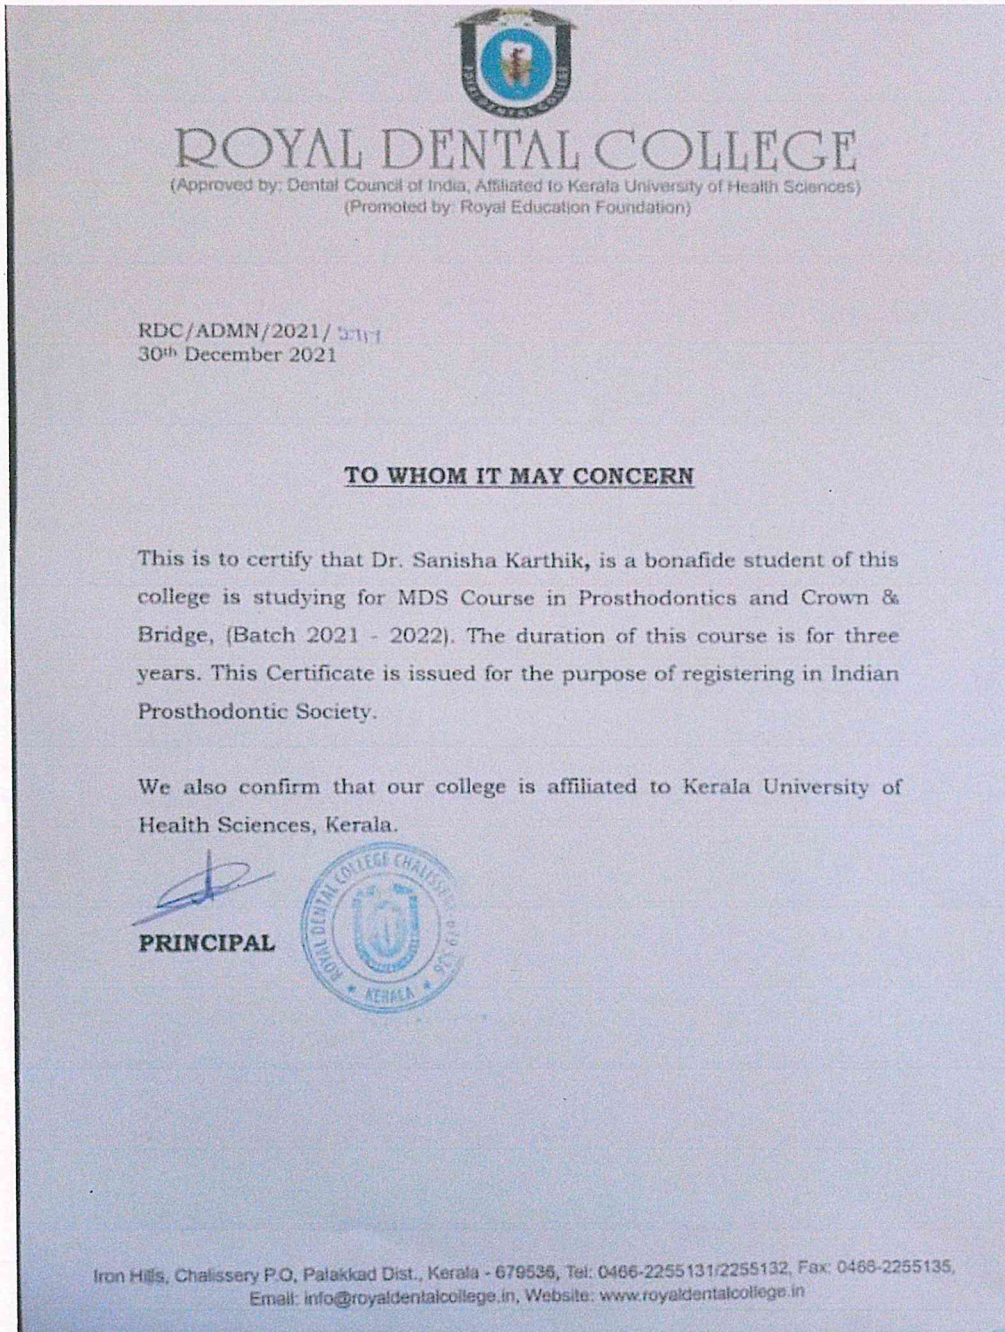 ROYAL DENTAL COLLEGE
ROYAL DENTAL COLLEGE
(Approved by: Dental Council of India, Affiliated to Kerala University of Health Sciences)
(Promoted by: Royal Education Foundation)
RDC/ADMN/2021/
30th December 2021
TO WHOM IT MAY CONCERN
This is to certify that Dr. Sanisha Karthik, is a bonafide student of this
college is studying for MDS Course in Prosthodontics and Crown &
Bridge, (Batch 2021 - 2022). The duration of this course is for three
years. This Certificate is issued for the purpose of registering in Indian
Prosthodontic Society.
We also confirm that our college is affiliated to Kerala University of
Health Sciences, Kerala.
ROYAL DENTAL COLLEGE CHALISSERY-679 536
KERALA
PRINCIPAL
Iron Hills, Chalissery P.O, Palakkad Dist., Kerala - 679536, Tel: 0466-2255131/2255132, Fax: 0466-2255135,
Email: info@royaldentalcollege.in, Website: www.royaldentalcollege.in